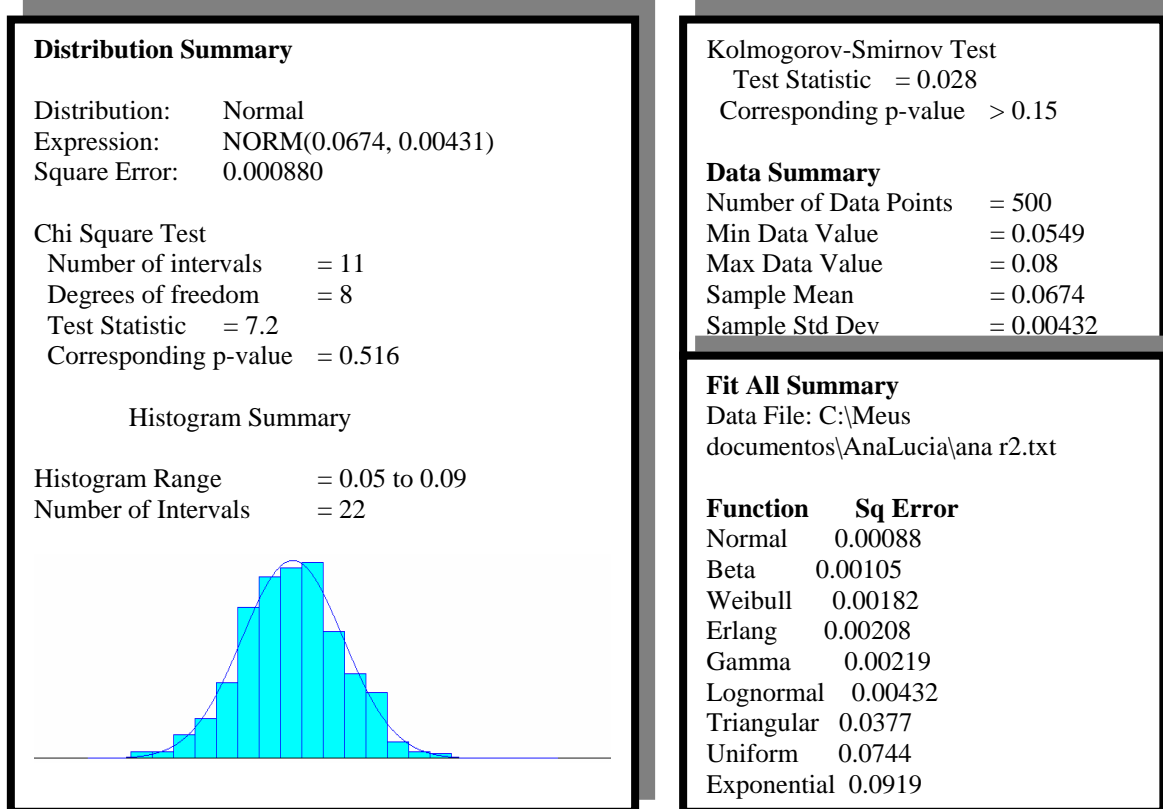 Distribution Summary
Distribution: Normal
Expression: NORM(0.0674, 0.00431)
Square Error: 0.000880
Chi Square Test
Number of intervals = 11
Degrees of freedom = 8
Test Statistic = 7.2
Corresponding p-value = 0.516
Histogram Summary
Histogram Range = 0.05 to 0.09
Number of Intervals = 22
Kolmogorov-Smirnov Test
Test Statistic = 0.028
Corresponding p-value > 0.15
Data Summary
Number of Data Points = 500
Min Data Value = 0.0549
Max Data Value = 0.08
Sample Mean = 0.0674
Sample Std Dev = 0.00432
Fit All Summary
Data File: C:\Meus
documentos\AnaLucia\ana r2.txt
Function Sq Error
Normal 0.00088
Beta 0.00105
Weibull 0.00182
Erlang 0.00208
Gamma 0.00219
Lognormal 0.00432
Triangular 0.0377
Uniform 0.0744
Exponential 0.0919